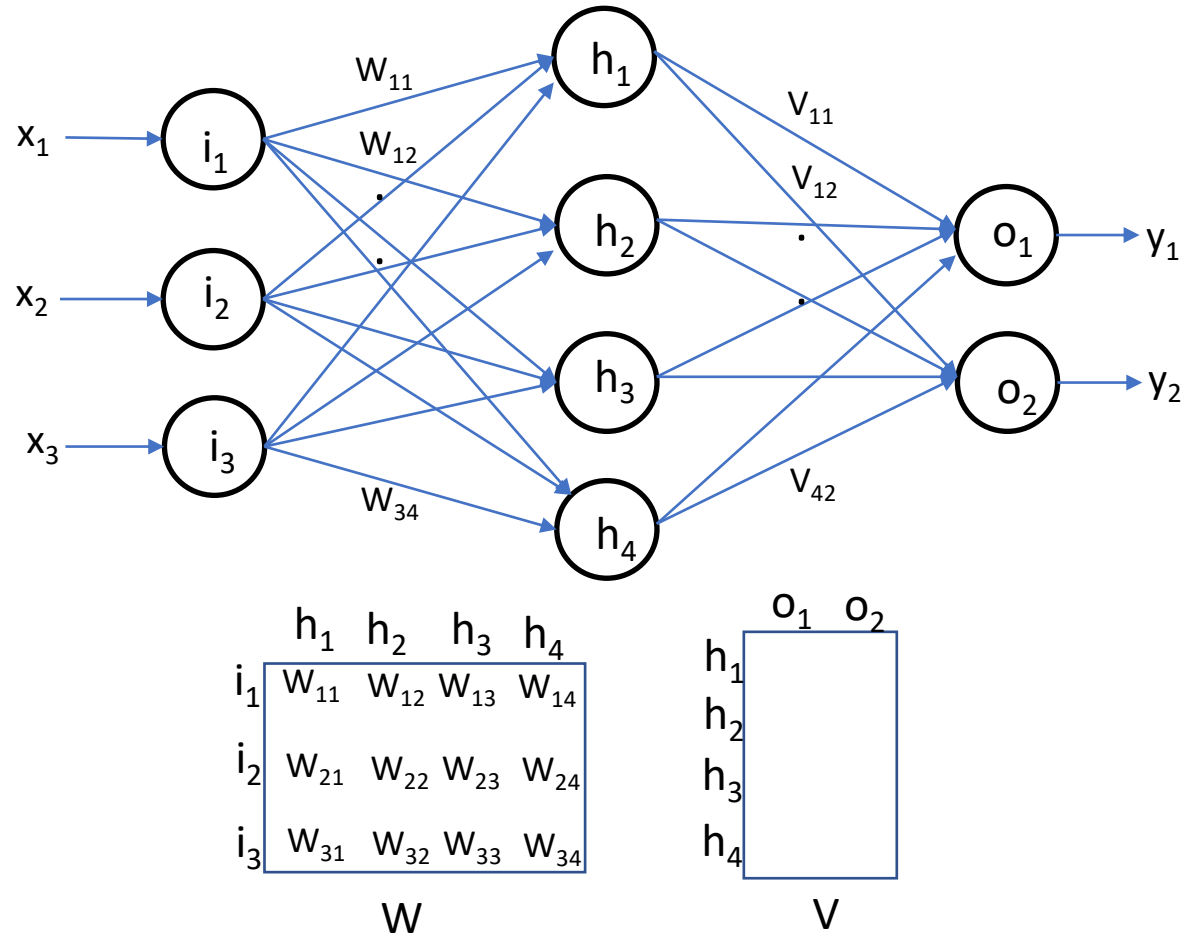 h₁
W₁₁
V₁₁
x₁
i₁
W₁₂
V₁₂
h₂
o₁
y₁
x₂
i₂
h₃
o₂
y₂
x₃
i₃
V₄₂
W₃₄
h₄
h₁ h₂ h₃ h₄
o₁ o₂
i₁ W₁₁ W₁₂ W₁₃ W₁₄
i₂ W₂₁ W₂₂ W₂₃ W₂₄
i₃ W₃₁ W₃₂ W₃₃ W₃₄
h₁
h₂
h₃
h₄
W
V